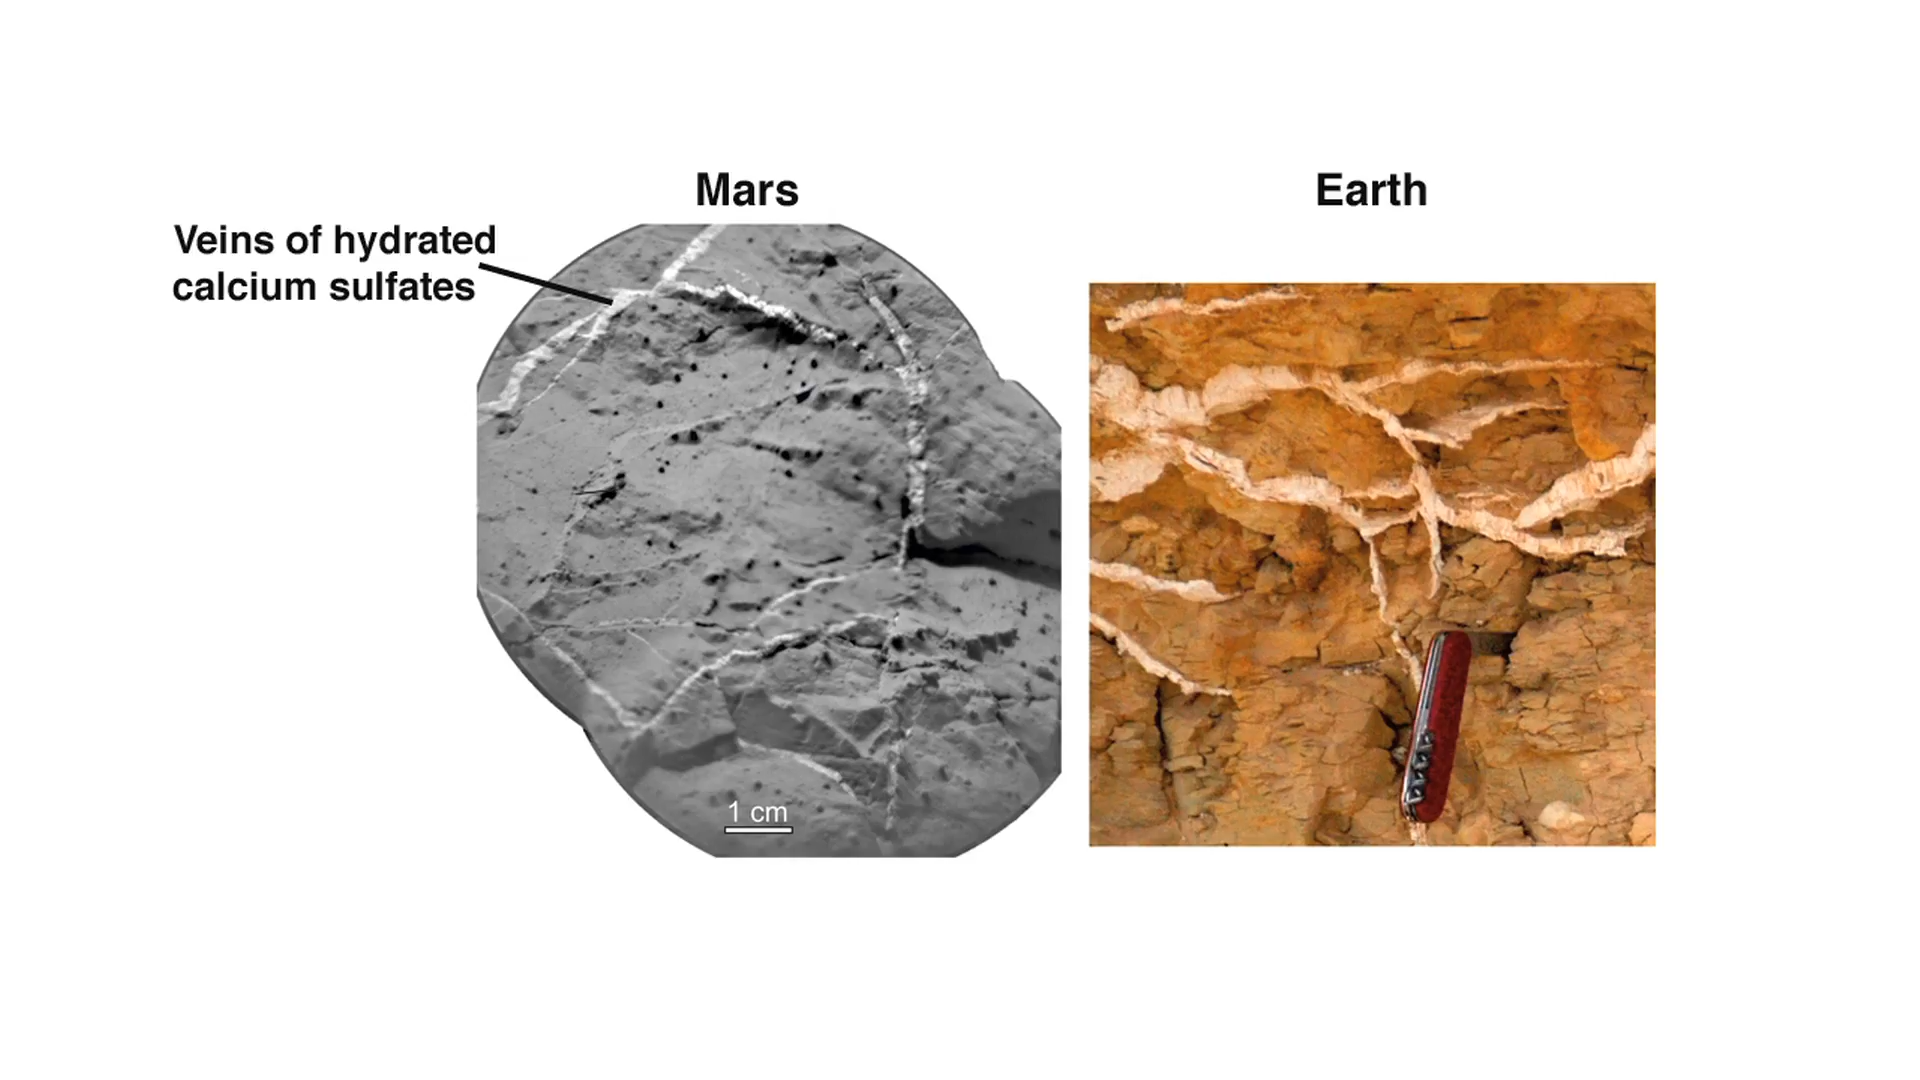 Mars
Earth
Veins of hydrated
calcium sulfates
1 cm